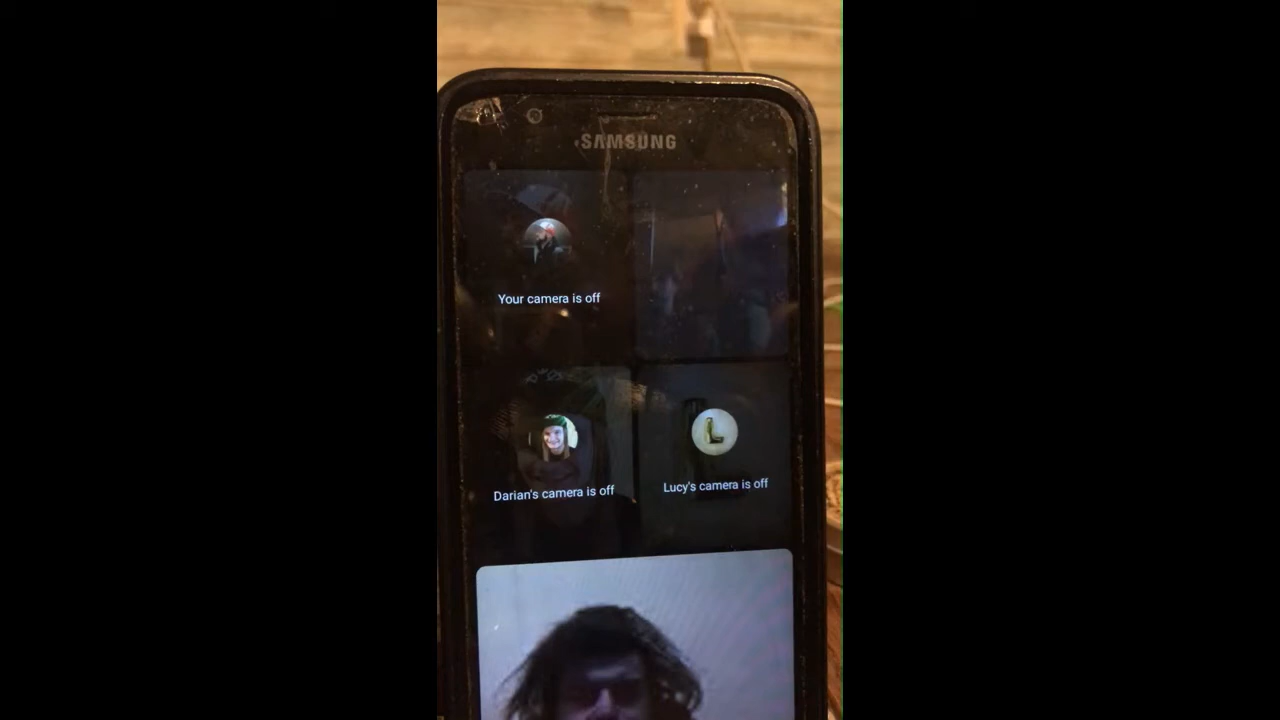 SAMSUNG
Your camera is off
Darian's camera is off
Lucy's camera is off
L